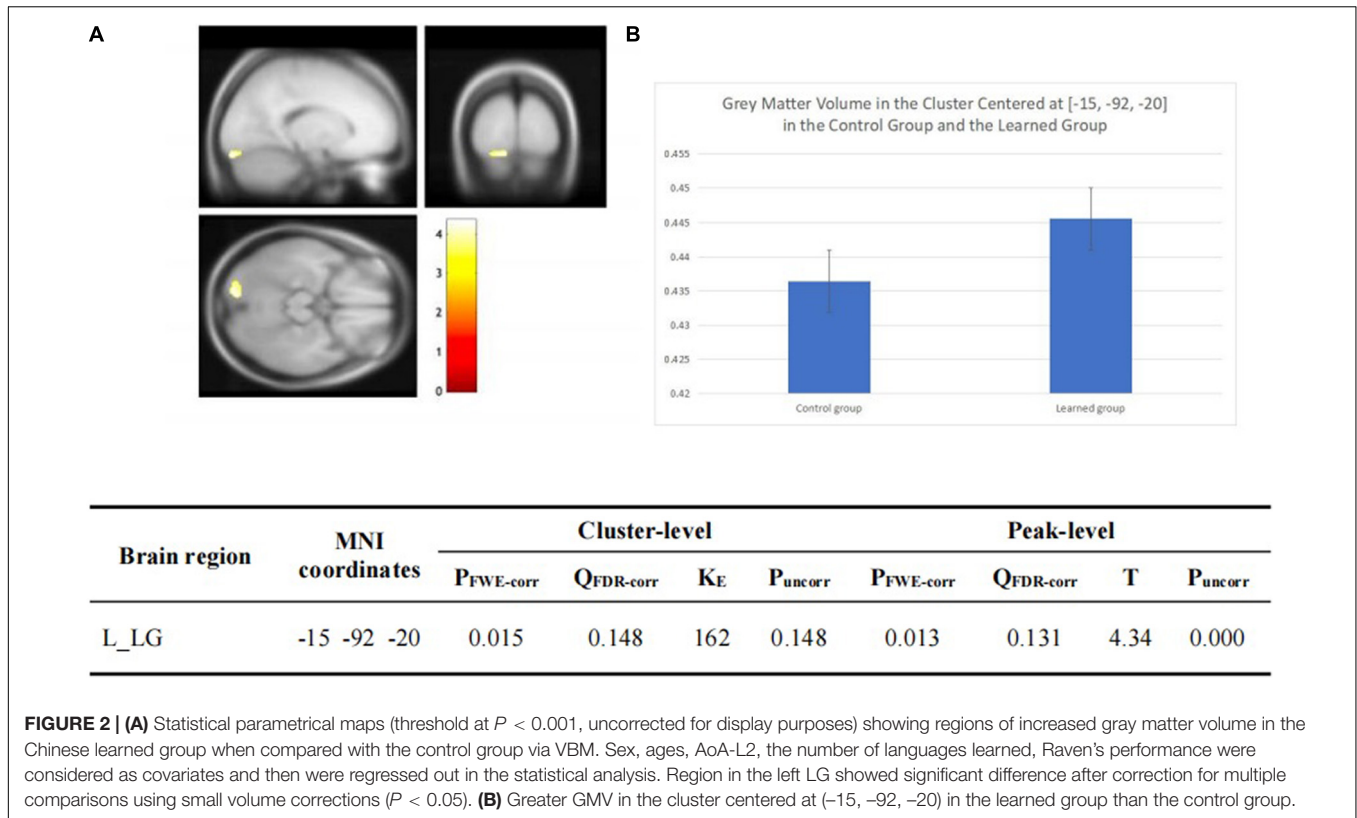 A
B
Grey Matter Volume in the Cluster Centered at [-15, -92, -20]
in the Control Group and the Learned Group
0.455
0.45
0.445
0.44
0.435
0.43
0.425
0.42
Control group
Learned group
4
3
2
1
0
Brain region
MNI
coordinates
Cluster-level
Peak-level
PFWE-corr QFDR-corr KE Puncorr PFWE-corr QFDR-corr T Puncorr
L_LG -15 -92 -20 0.015 0.148 162 0.148 0.013 0.131 4.34 0.000
FIGURE 2 | (A) Statistical parametrical maps (threshold at P < 0.001, uncorrected for display purposes) showing regions of increased gray matter volume in the
Chinese learned group when compared with the control group via VBM. Sex, ages, AoA-L2, the number of languages learned, Raven's performance were
considered as covariates and then were regressed out in the statistical analysis. Region in the left LG showed significant difference after correction for multiple
comparisons using small volume corrections (P < 0.05). (B) Greater GMV in the cluster centered at (–15, –92, –20) in the learned group than the control group.